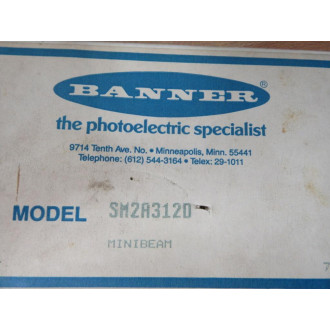 BANNER®
the photoelectric specialist
9714 Tenth Ave. No. • Minneapolis, Minn. 55441
Telephone: (612) 544-3164 • Telex: 29-1011
MODEL SM2A312D
MINIBEAM
7